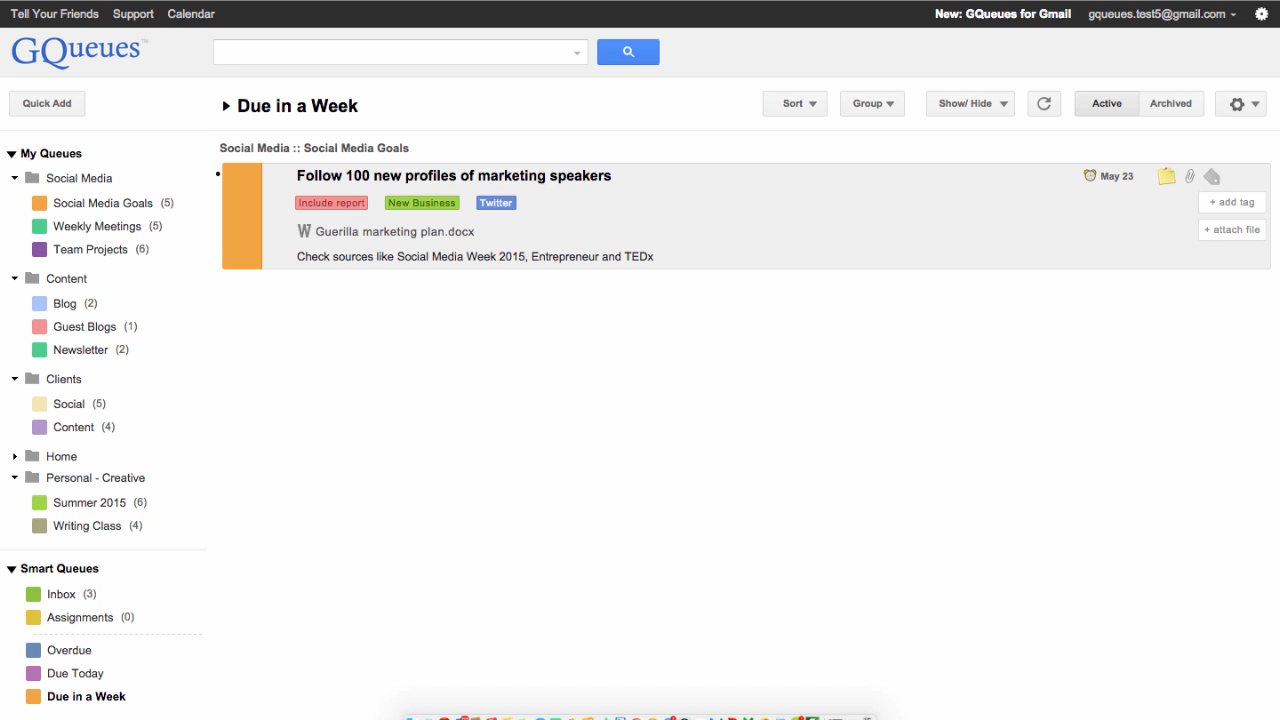 Tell Your Friends Support Calendar New: GQueues for Gmail gqueues.test5@gmail.com
GQueues™
Quick Add Due in a Week Sort Group Show/ Hide Active Archived
My Queues
Social Media
Social Media Goals (5)
Weekly Meetings (5)
Team Projects (6)
Content
Blog (2)
Guest Blogs (1)
Newsletter (2)
Clients
Social (5)
Content (4)
Home
Personal - Creative
Summer 2015 (6)
Writing Class (4)
Smart Queues
Inbox (3)
Assignments (0)
Overdue
Due Today
Due in a Week
Social Media :: Social Media Goals
Follow 100 new profiles of marketing speakers May 23
Include report New Business Twitter + add tag
W Guerilla marketing plan.docx + attach file
Check sources like Social Media Week 2015, Entrepreneur and TEDx